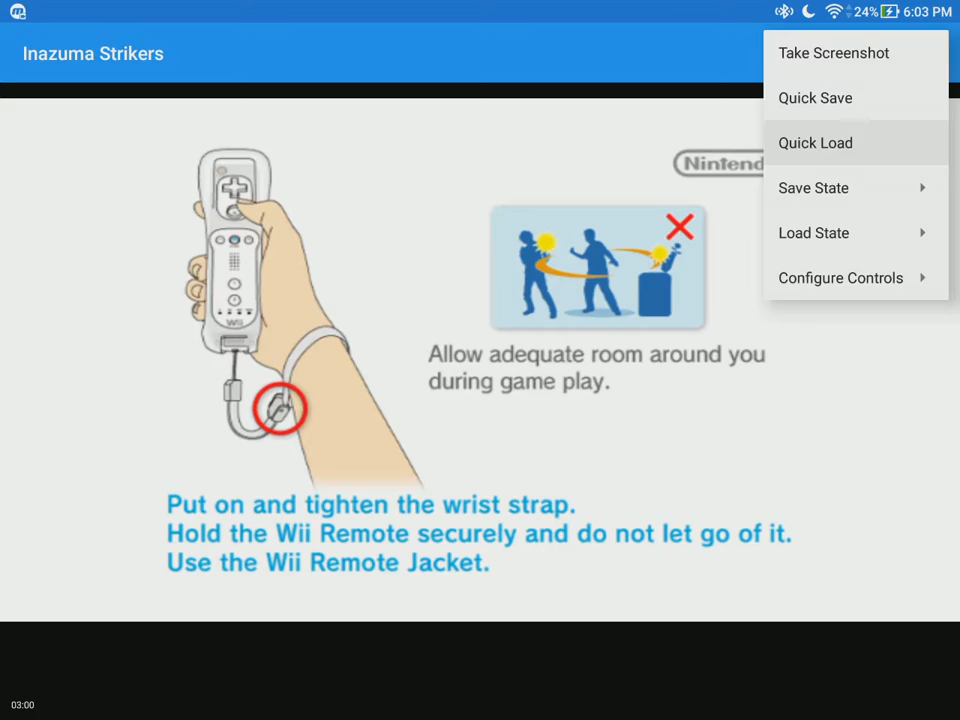 24% 6:03 PM
Inazuma Strikers
Take Screenshot
Quick Save
Quick Load
Save State
Load State
Configure Controls
Nintend
Wii
Allow adequate room around you
during game play.
Put on and tighten the wrist strap.
Hold the Wii Remote securely and do not let go of it.
Use the Wii Remote Jacket.
03:00